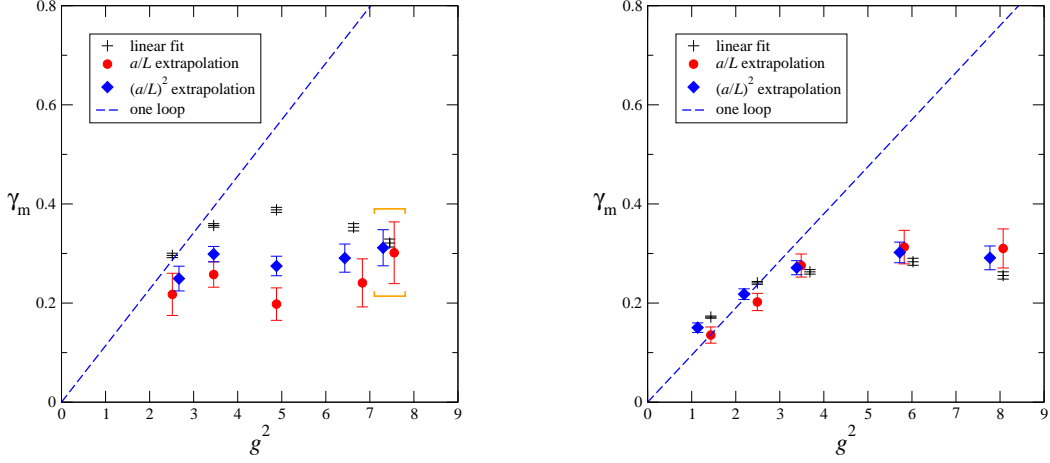 0.8
0.6
0.4
0.2
0
γm
linear fit
a/L extrapolation
(a/L)² extrapolation
one loop
0 1 2 3 4 5 6 7 8 9
g²
0.8
0.6
0.4
0.2
0
γm
linear fit
a/L extrapolation
(a/L)² extrapolation
one loop
0 1 2 3 4 5 6 7 8 9
g²